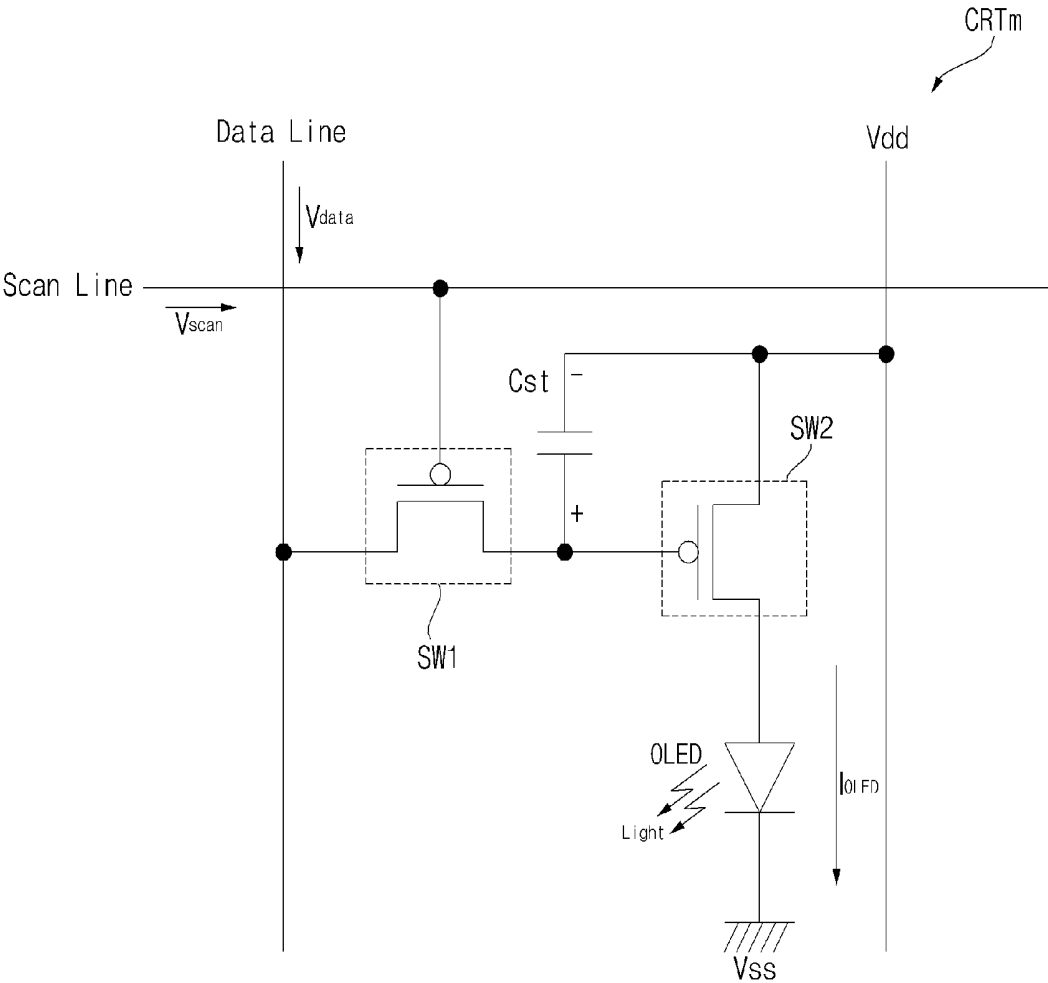 CRTm
Data Line
Vdd
Vdata
Scan Line
Vscan
Cst
−
SW2
+
SW1
OLED
IOLED
Light
Vss